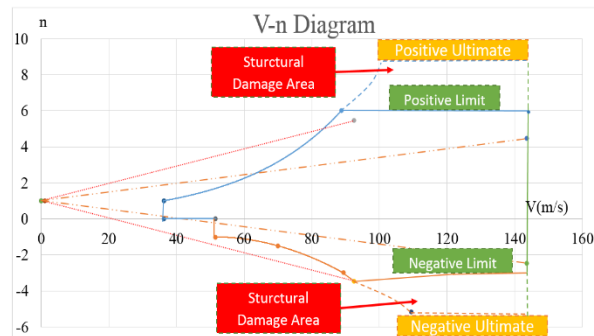 V-n Diagram
n
10
Positive Ultimate
Sturctural
Damage Area
8
Positive Limit
6
4
2
V(m/s)
0
0 20 40 60 80 100 120 140 160
-2
Negative Limit
-4
Sturctural
Damage Area
Negative Ultimate
-6